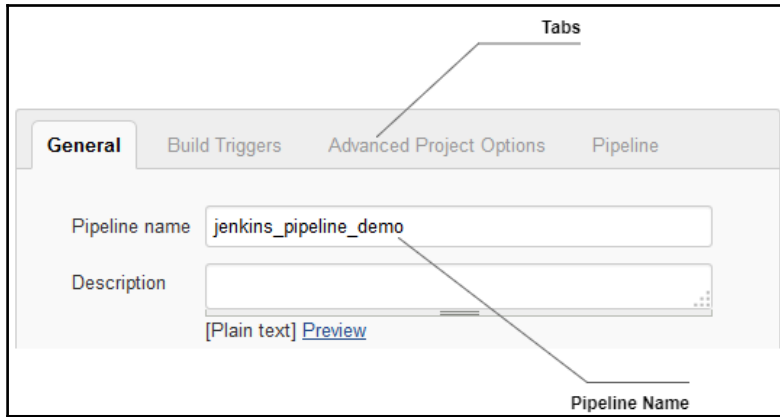 Tabs
General Build Triggers Advanced Project Options Pipeline
Pipeline name jenkins_pipeline_demo
Description
[Plain text] Preview
Pipeline Name